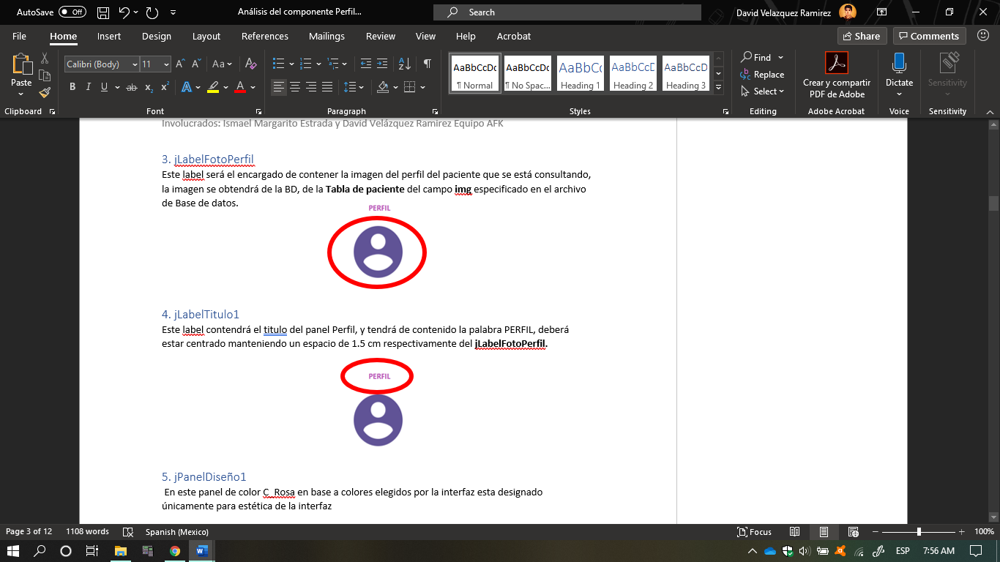 AutoSave Off Análisis del componente Perfil... Search David Velazquez Ramirez
File Home Insert Design Layout References Mailings Review View Help Acrobat Share Comments
Paste
Clipboard
Calibri (Body) 11 A A Aa A
B I U ab x2 x2 A A
Font
Paragraph
AaBbCcDc AaBbCcDc AaBbCc AaBbCcD AaBbCcD
¶ Normal ¶ No Spac... Heading 1 Heading 2 Heading 3
Styles
Find
Replace
Select
Editing
Crear y compartir
PDF de Adobe
Adobe Acrobat
Dictate
Voice
Sensitivity
Sensitivity
Involucrados: Ismael Margarito Estrada y David Velázquez Ramirez Equipo AFK
3. jLabelFotoPerfil
Este label será el encargado de contener la imagen del perfil del paciente que se está consultando,
la imagen se obtendrá de la BD, de la Tabla de paciente del campo img especificado en el archivo
de Base de datos.
PERFIL
4. jLabelTitulo1
Este label contendrá el titulo del panel Perfil, y tendrá de contenido la palabra PERFIL, deberá
estar centrado manteniendo un espacio de 1.5 cm respectivamente del jLabelFotoPerfil.
PERFIL
5. jPanelDiseño1
En este panel de color C_Rosa en base a colores elegidos por la interfaz esta designado
únicamente para estética de la interfaz
Page 3 of 12 1108 words Spanish (Mexico) Focus 100%
ESP 7:56 AM